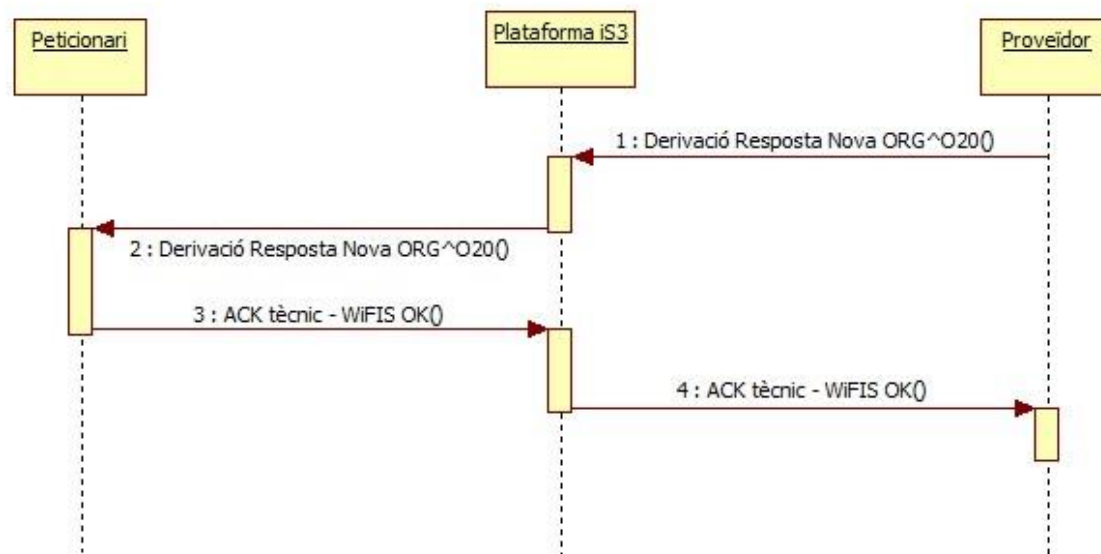 Peticionari
Plataforma iS3
Proveïdor
1 : Derivació Resposta Nova ORG^O20()
2 : Derivació Resposta Nova ORG^O20()
3 : ACK tècnic - WiFIS OK()
4 : ACK tècnic - WiFIS OK()